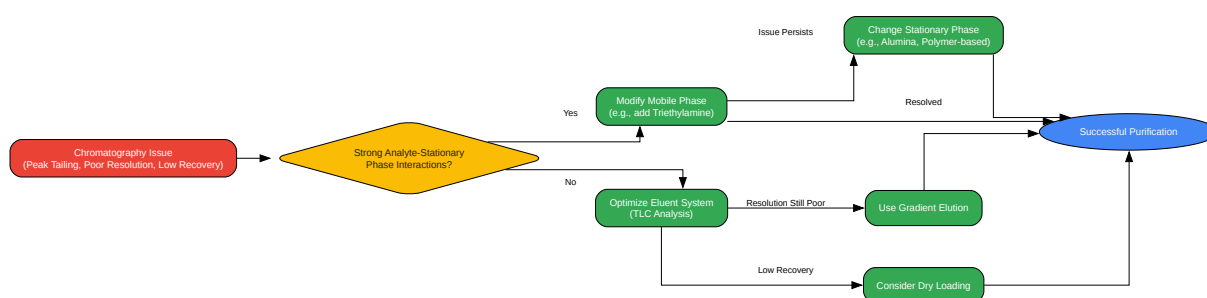 Issue Persists
Change Stationary Phase
(e.g., Alumina, Polymer-based)
Yes
Modify Mobile Phase
(e.g., add Triethylamine)
Resolved
Chromatography Issue
(Peak Tailing, Poor Resolution, Low Recovery)
Strong Analyte-Stationary
Phase Interactions?
Successful Purification
No
Optimize Eluent System
(TLC Analysis)
Resolution Still Poor
Use Gradient Elution
Low Recovery
Consider Dry Loading